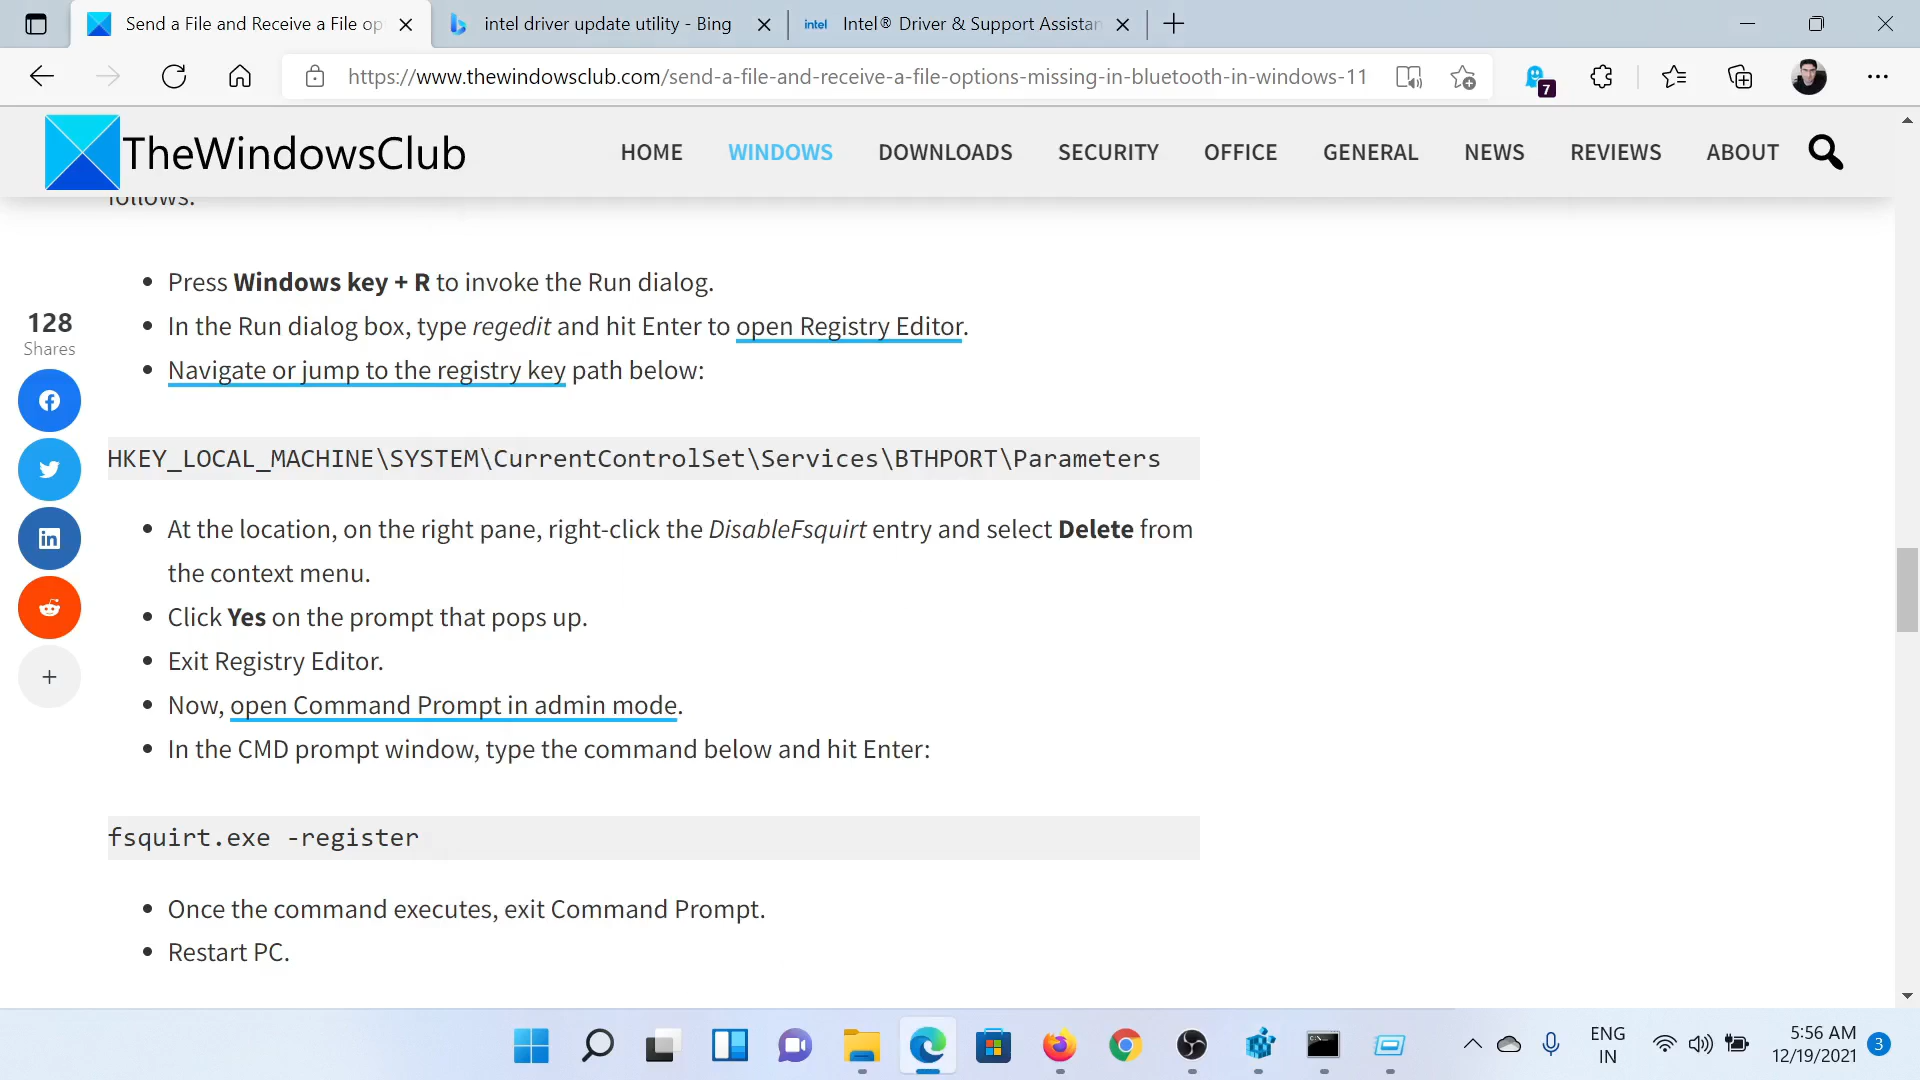 Send a File and Receive a File op
intel driver update utility - Bing
intel
Intel® Driver & Support Assistan
https://www.thewindowsclub.com/send-a-file-and-receive-a-file-options-missing-in-bluetooth-in-windows-11
7
TheWindowsClub
HOME
WINDOWS
DOWNLOADS
SECURITY
OFFICE
GENERAL
NEWS
REVIEWS
ABOUT
follows:
• Press Windows key + R to invoke the Run dialog.
• In the Run dialog box, type regedit and hit Enter to open Registry Editor.
• Navigate or jump to the registry key path below:
128
Shares
HKEY_LOCAL_MACHINE\SYSTEM\CurrentControlSet\Services\BTHPORT\Parameters
• At the location, on the right pane, right-click the DisableFsquirt entry and select Delete from
the context menu.
• Click Yes on the prompt that pops up.
• Exit Registry Editor.
• Now, open Command Prompt in admin mode.
• In the CMD prompt window, type the command below and hit Enter:
fsquirt.exe -register
• Once the command executes, exit Command Prompt.
• Restart PC.
ENG
IN
5:56 AM
12/19/2021
3